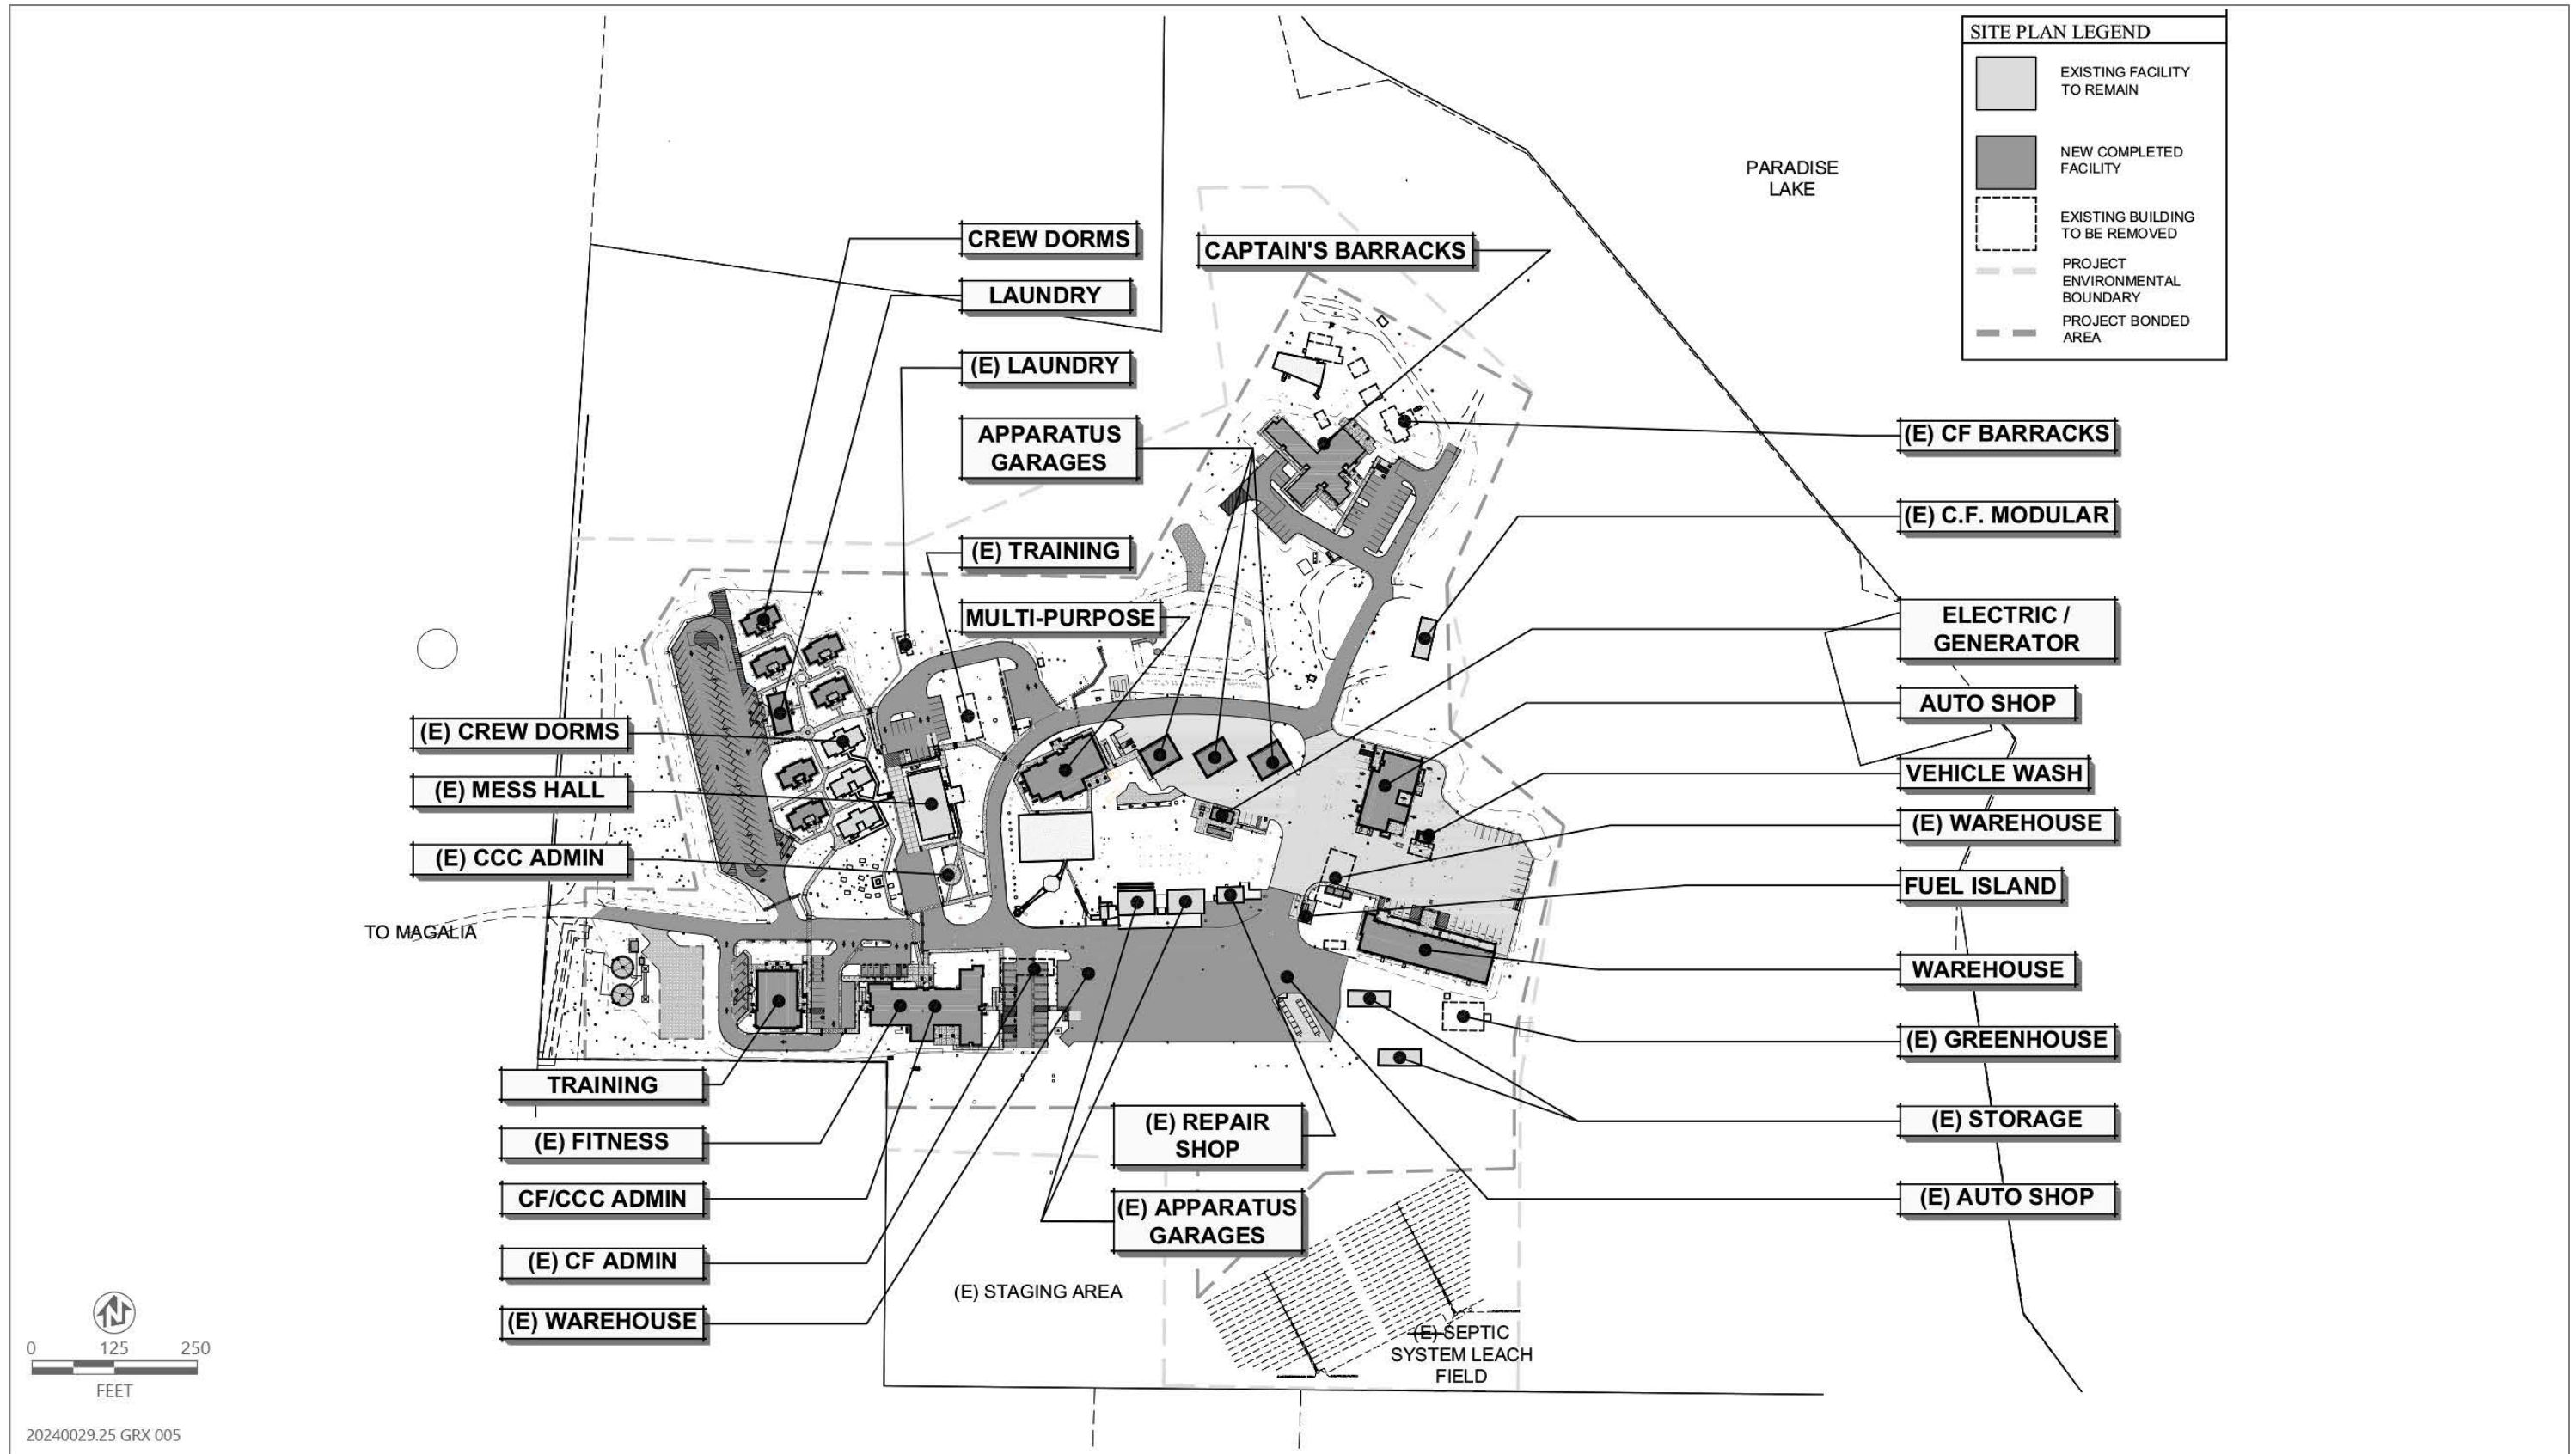 SITE PLAN LEGEND
EXISTING FACILITY
TO REMAIN
NEW COMPLETED
FACILITY
EXISTING BUILDING
TO BE REMOVED
PROJECT
ENVIRONMENTAL
BOUNDARY
PROJECT BONDED
AREA
PARADISE
LAKE
CREW DORMS
LAUNDRY
(E) LAUNDRY
APPARATUS
GARAGES
(E) TRAINING
MULTI-PURPOSE
CAPTAIN'S BARRACKS
(E) CF BARRACKS
(E) C.F. MODULAR
ELECTRIC /
GENERATOR
AUTO SHOP
VEHICLE WASH
(E) WAREHOUSE
FUEL ISLAND
WAREHOUSE
(E) GREENHOUSE
(E) STORAGE
(E) AUTO SHOP
(E) CREW DORMS
(E) MESS HALL
(E) CCC ADMIN
TO MAGALIA
TRAINING
(E) FITNESS
CF/CCC ADMIN
(E) CF ADMIN
(E) WAREHOUSE
(E) REPAIR
SHOP
(E) APPARATUS
GARAGES
(E) STAGING AREA
(E) SEPTIC
SYSTEM LEACH
FIELD
N
0 125 250
FEET
20240029.25 GRX 005